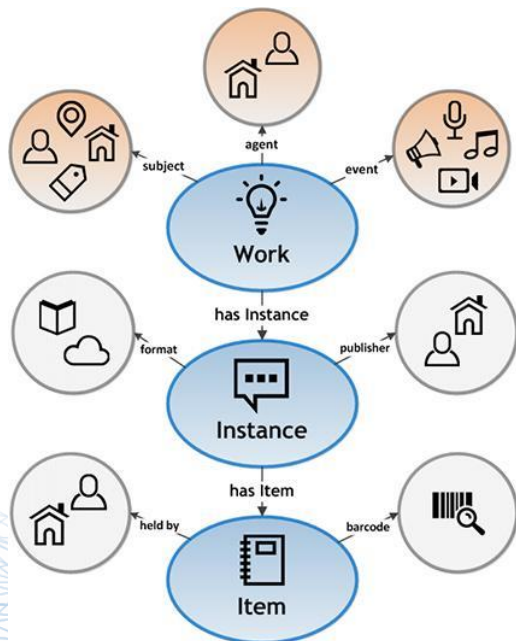 agent
subject
event
Work
has Instance
format
publisher
Instance
has Item
held by
barcode
Item